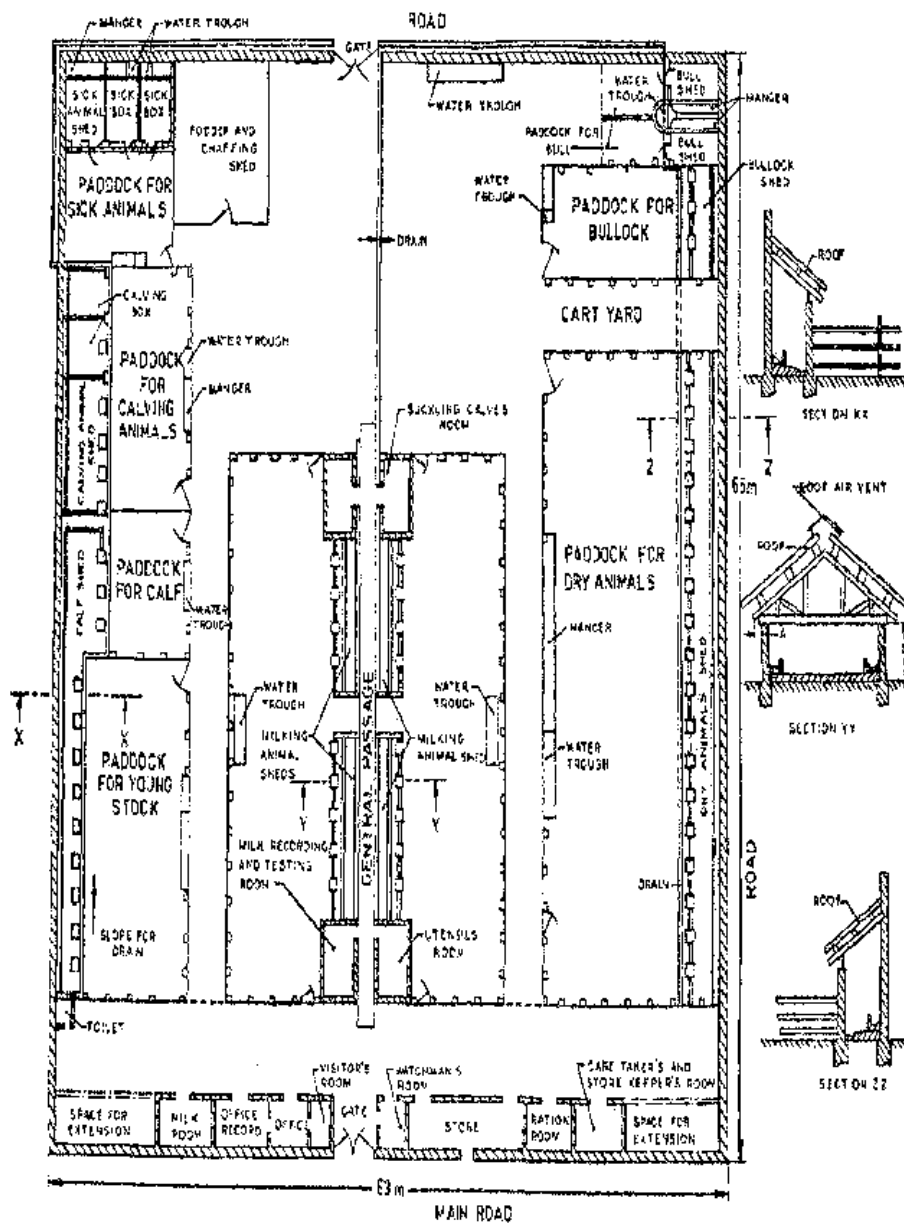 ROAD
MANGER
WATER TROUGH
GATE
SICK
ANIMAL
SHED
SICK
BOX
SICK
BOX
FODDER AND
CHAFFING
SHED
WATER TROUGH
WATER
TROUGH
BULL
SHED
MANGER
PADDOCK FOR
BULL
BULL
SHED
BULLOCK
SHED
PADDOCK FOR
SICK ANIMALS
WATER
TROUGH
PADDOCK FOR
BULLOCK
DRAIN
ROOF
CALVING
BOX
CART YARD
WATER TROUGH
PADDOCK
FOR
CALVING
ANIMALS
MANGER
SUCKLING CALVES
ROOM
SECTION XX
CALVING ANIMAL
SHED
Z
Z
65m
ROOF AIR VENT
ROOF
CALF SHED
PADDOCK
FOR CALF
PADDOCK FOR
DRY ANIMALS
WATER
TROUGH
MANGER
A
WATER
TROUGH
WATER
TROUGH
CENTRAL PASSAGE
DRY ANIMALS SHED
SECTION YY
X
X
MILKING
ANIMAL
SHEDS
MILKING
ANIMAL SHED
WATER
TROUGH
PADDOCK
FOR YOUNG
STOCK
Y
Y
MILK RECORDING
AND TESTING
ROOM
ROAD
DRAIN
ROOF
SLOPE FOR
DRAIN
UTENSILS
ROOM
TOILET
VISITOR'S
ROOM
WATCHMAN'S
ROOM
CARE TAKER'S AND
STORE KEEPER'S ROOM
SECTION ZZ
SPACE FOR
EXTENSION
MILK
ROOM
OFFICE
RECORD
OFFICE
GATE
STORE
RATION
ROOM
SPACE FOR
EXTENSION
83m
MAIN ROAD